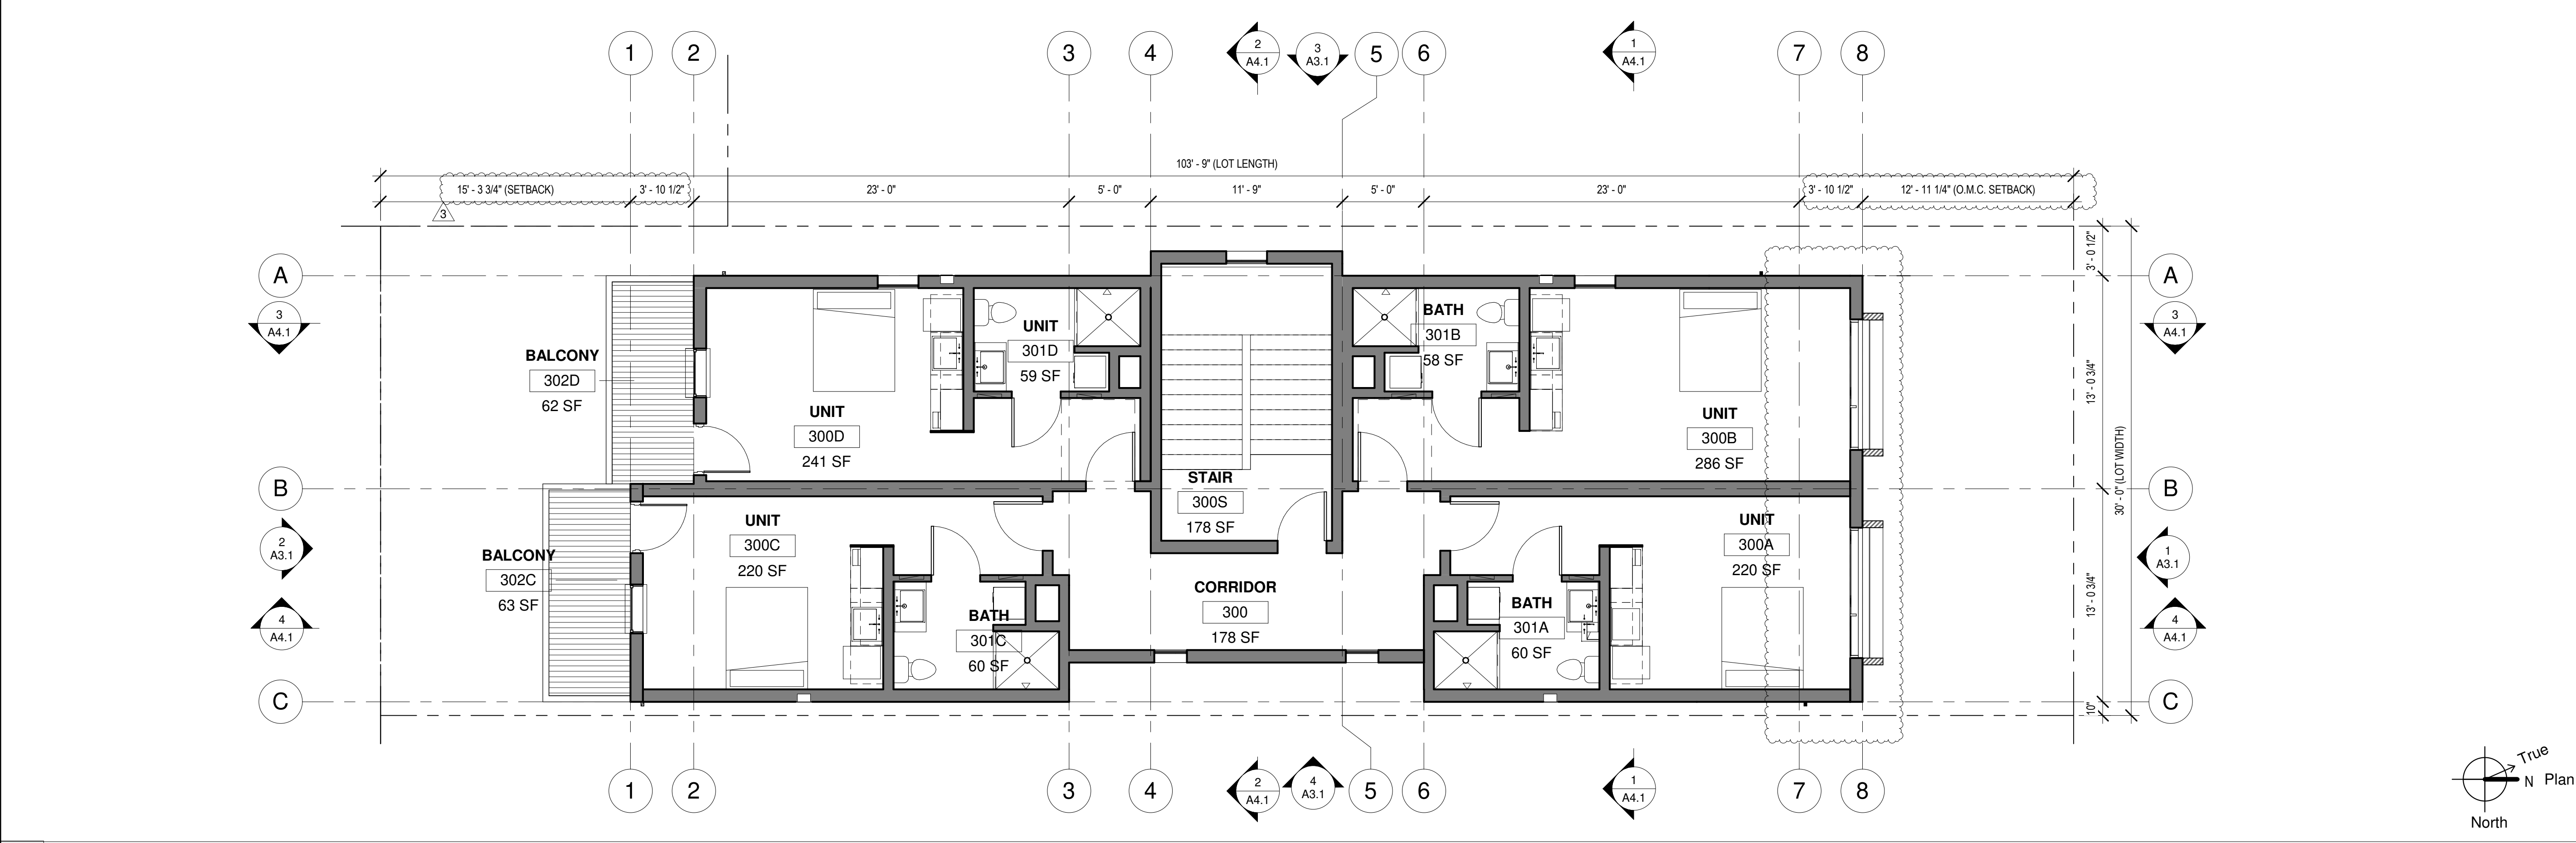 1
2
3
4
2
A4.1
3
A3.1
5
6
1
A4.1
7
8
103' - 9" (LOT LENGTH)
15' - 3 3/4" (SETBACK)
3' - 10 1/2"
23' - 0"
5' - 0"
11' - 9"
5' - 0"
23' - 0"
3' - 10 1/2"
12' - 11 1/4" (O.M.C. SETBACK)
3
3' - 0 1/2"
A
A
3
A4.1
3
A4.1
13' - 0 3/4"
30' - 0" (LOT WIDTH)
BALCONY
302D
62 SF
UNIT
300D
241 SF
UNIT
301D
59 SF
BATH
301B
58 SF
UNIT
300B
286 SF
B
B
STAIR
300S
178 SF
UNIT
300C
220 SF
UNIT
300A
220 SF
2
A3.1
1
A3.1
BALCONY
302C
63 SF
BATH
301C
60 SF
CORRIDOR
300
178 SF
BATH
301A
60 SF
13' - 0 3/4"
4
A4.1
4
A4.1
C
C
10"
1
2
3
4
2
A4.1
4
A3.1
5
6
1
A4.1
7
8
True
N Plan
North